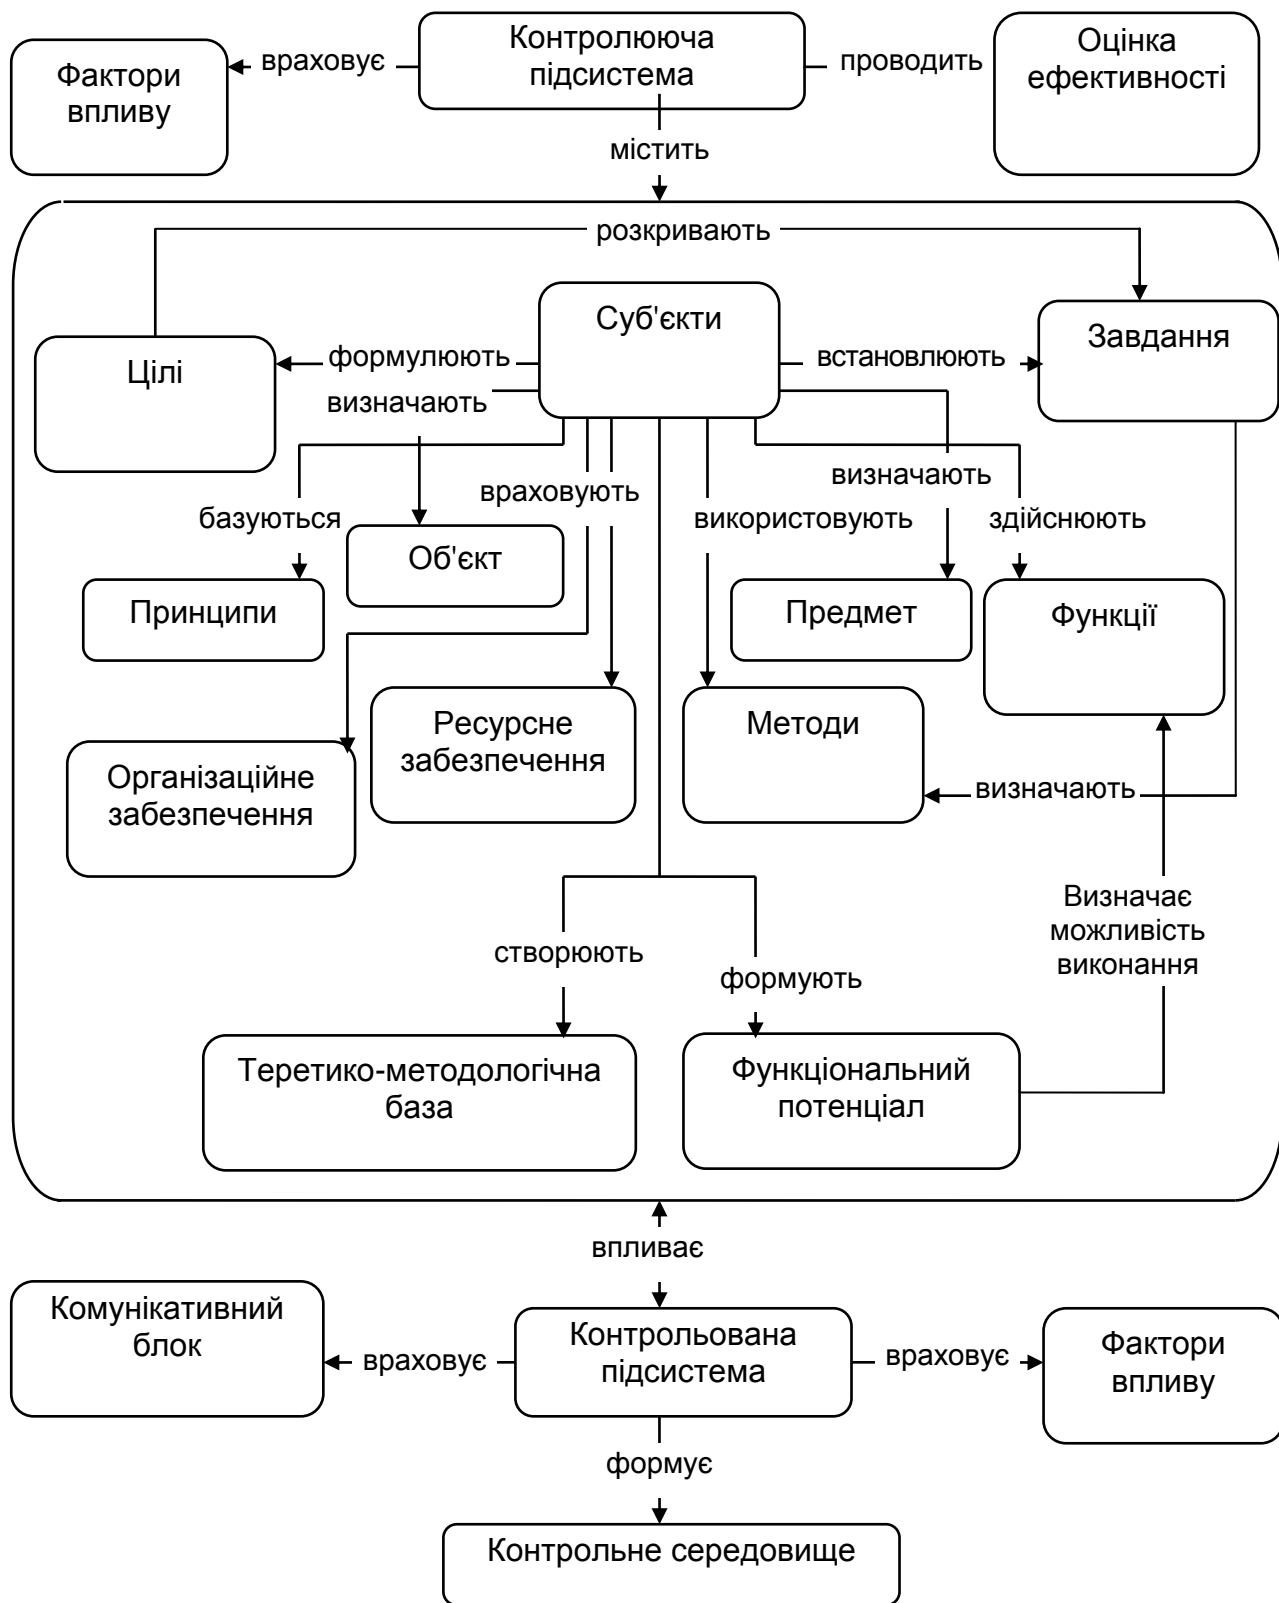 Фактори
впливу
враховує
Контролююча
підсистема
проводить
Оцінка
ефективності
містить
розкривають
Суб'єкти
Цілі
формулюють
встановлюють
Завдання
визначають
враховують
визначають
базуються
використовують
здійснюють
Об'єкт
Принципи
Предмет
Функції
Ресурсне
забезпечення
Методи
Організаційне
забезпечення
визначають
Визначає
можливість
виконання
створюють
формують
Теретико-методологічна
база
Функціональний
потенціал
впливає
Комунікативний
блок
враховує
Контрольована
підсистема
враховує
Фактори
впливу
формує
Контрольне середовище